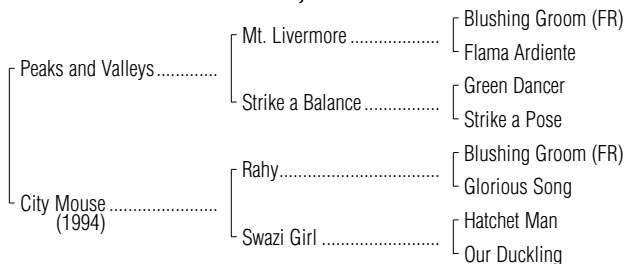 Blushing Groom (FR)
Mt. Livermore ....................
Flama Ardiente
Peaks and Valleys .............
Green Dancer
Strike a Balance .................
Strike a Pose
Blushing Groom (FR)
Rahy....................................
Glorious Song
City Mouse .......................
(1994)
Hatchet Man
Swazi Girl ..........................
Our Duckling